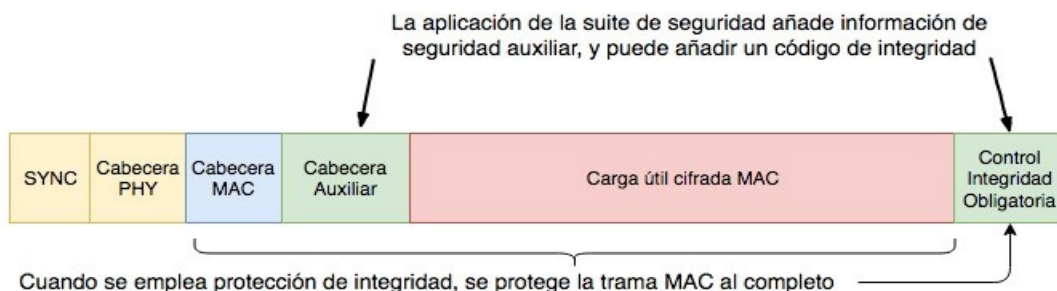 La aplicación de la suite de seguridad añade información de
seguridad auxiliar, y puede añadir un código de integridad
SYNC
Cabecera
PHY
Cabecera
MAC
Cabecera
Auxiliar
Carga útil cifrada MAC
Control
Integridad
Obligatoria
Cuando se emplea protección de integridad, se protege la trama MAC al completo